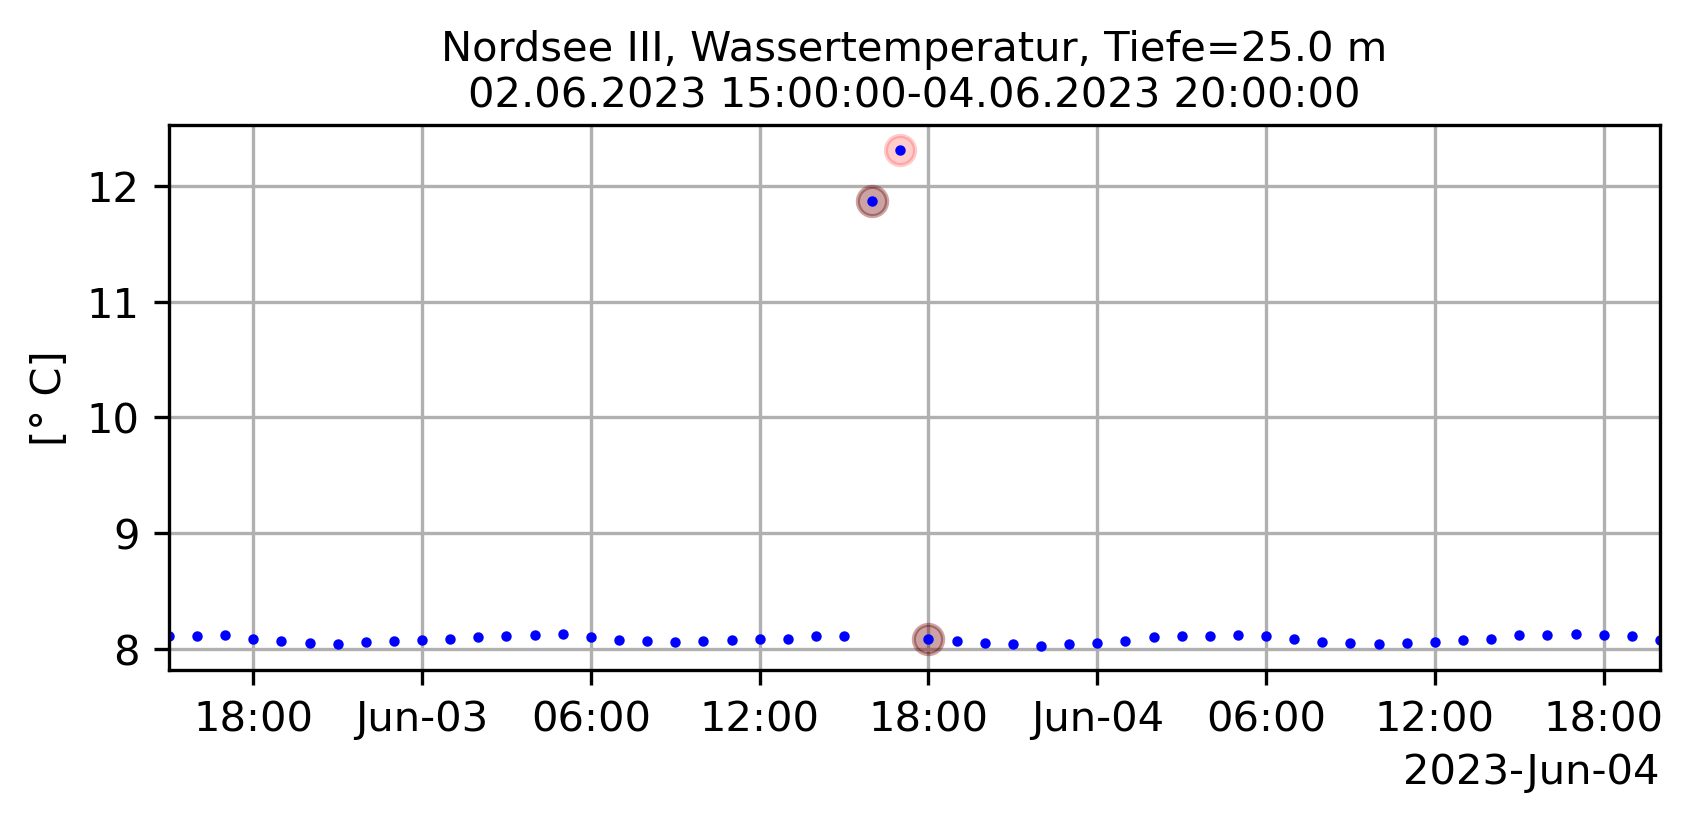 Nordsee III, Wassertemperatur, Tiefe=25.0 m
02.06.2023 15:00:00-04.06.2023 20:00:00
12
11
10
9
8
[° C]
18:00 Jun-03 06:00 12:00 18:00 Jun-04 06:00 12:00 18:00
2023-Jun-04